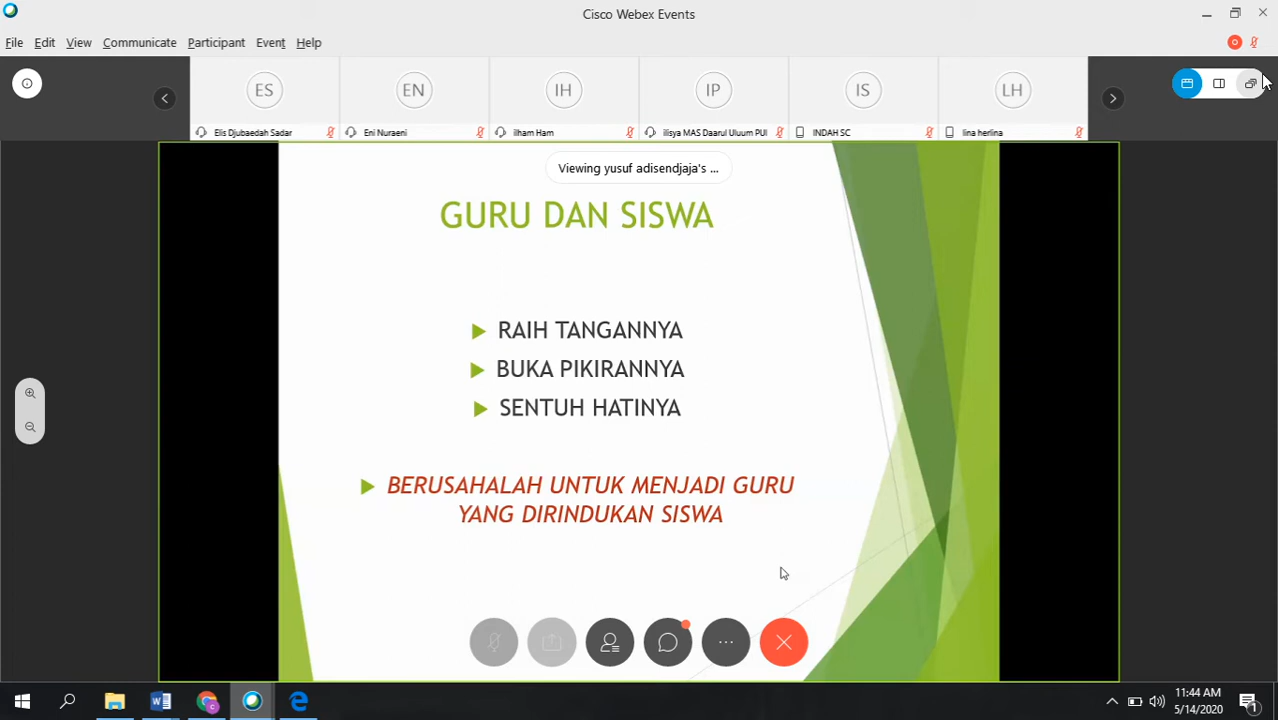 Cisco Webex Events
File Edit View Communicate Participant Event Help
ES EN IH IP IS LH
Elis Djubaedah Sadar Eni Nuraeni ilham Ham ilisya MAS Daarul Uluum PUI INDAH SC lina herlina
Viewing yusuf adisendjaja's ...
GURU DAN SISWA
RAIH TANGANNYA
BUKA PIKIRANNYA
SENTUH HATINYA
BERUSAHALAH UNTUK MENJADI GURU
YANG DIRINDUKAN SISWA
11:44 AM
5/14/2020
1